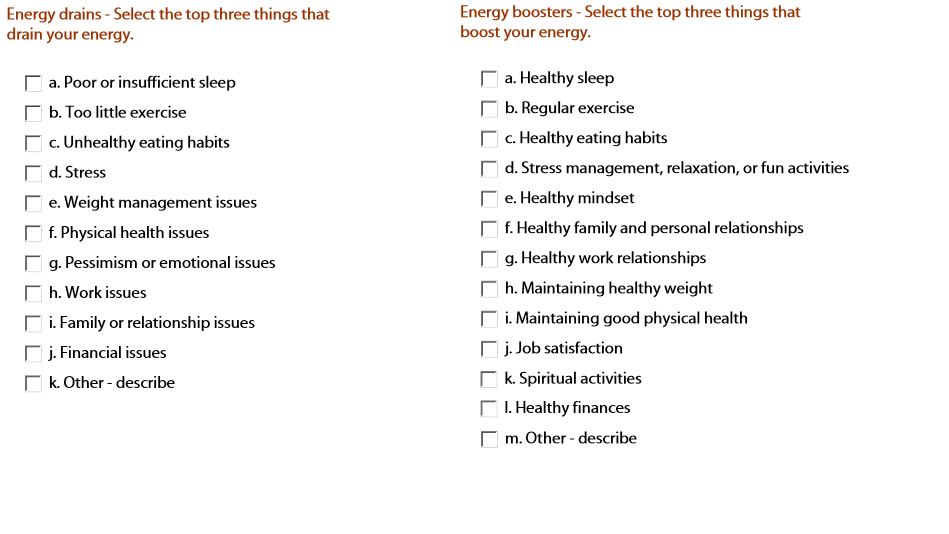 Energy drains - Select the top three things that
drain your energy.
a. Poor or insufficient sleep
b. Too little exercise
c. Unhealthy eating habits
d. Stress
e. Weight management issues
f. Physical health issues
g. Pessimism or emotional issues
h. Work issues
i. Family or relationship issues
j. Financial issues
k. Other - describe
Energy boosters - Select the top three things that
boost your energy.
a. Healthy sleep
b. Regular exercise
c. Healthy eating habits
d. Stress management, relaxation, or fun activities
e. Healthy mindset
f. Healthy family and personal relationships
g. Healthy work relationships
h. Maintaining healthy weight
i. Maintaining good physical health
j. Job satisfaction
k. Spiritual activities
l. Healthy finances
m. Other - describe